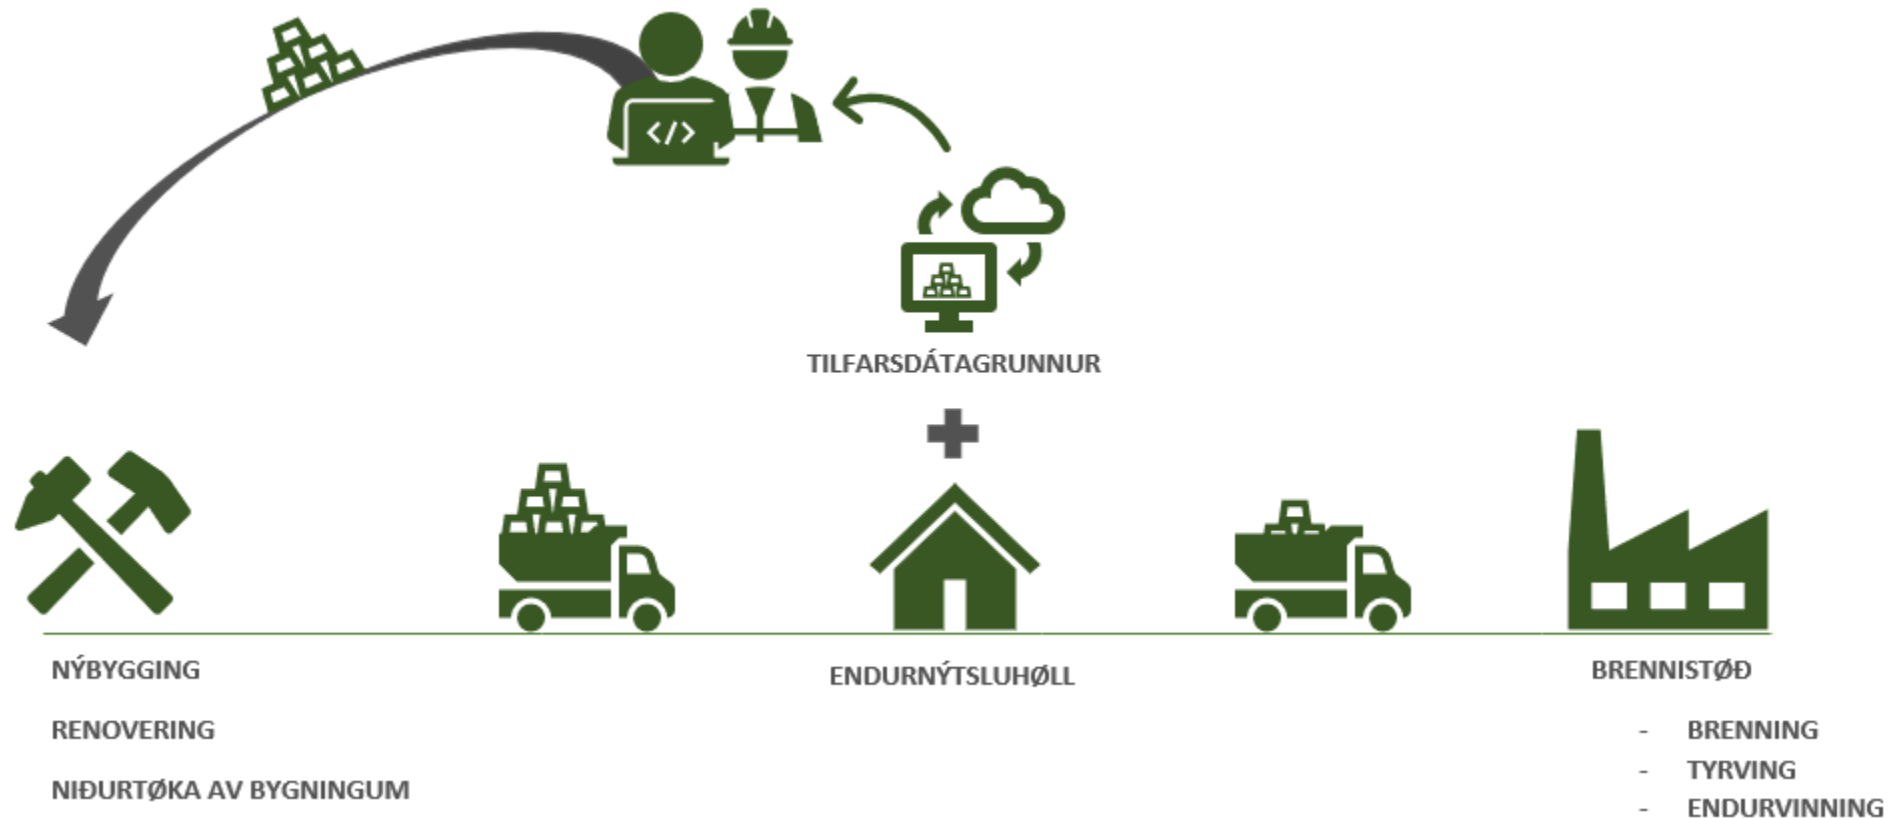 </>
TILFARSDÁTAGRUNNUR
NÝBYGGING
RENOVERING
NIÐURTØKA AV BYGNINGUM
ENDURNÝTSLUHØLL
BRENNISTØÐ
- BRENNING
- TYRVING
- ENDURVINNING